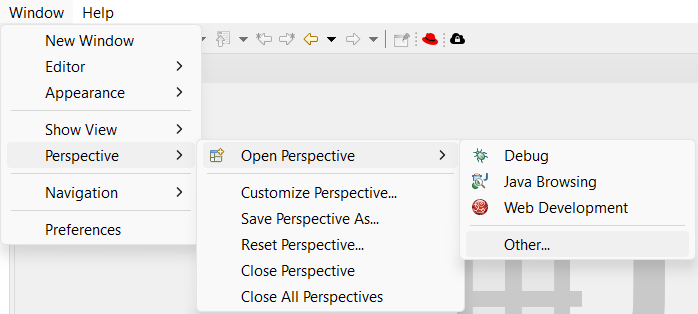 Window Help
New Window
Editor
Appearance
Show View
Perspective
Navigation
Preferences
Open Perspective
Customize Perspective...
Save Perspective As...
Reset Perspective...
Close Perspective
Close All Perspectives
Debug
Java Browsing
Web Development
Other...